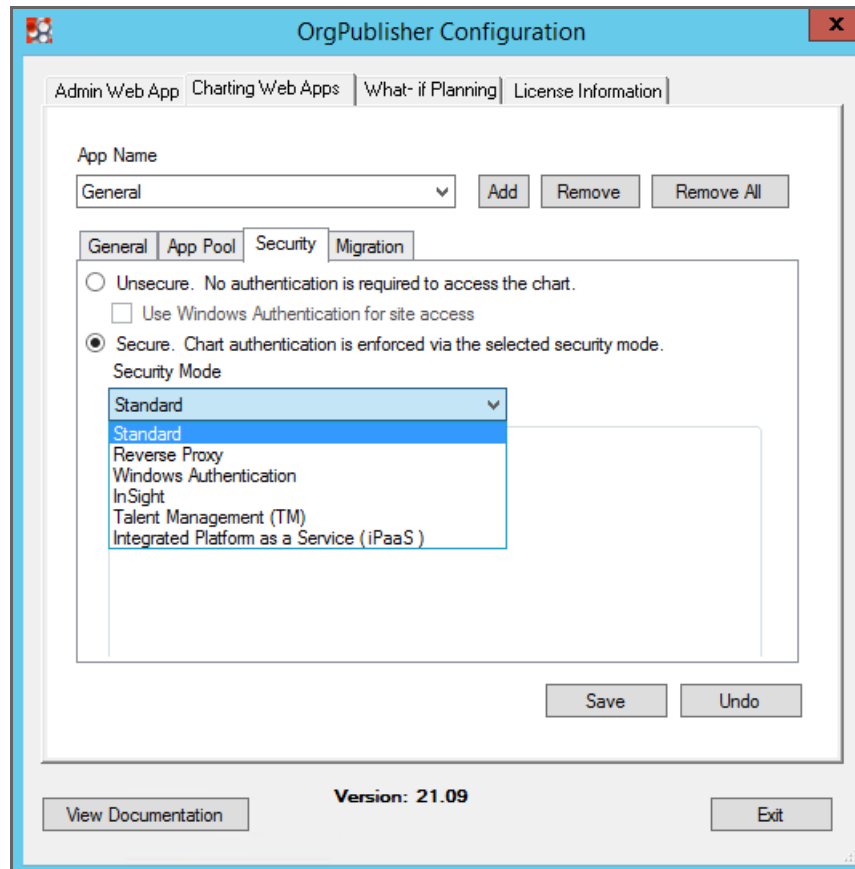 OrgPublisher Configuration
x
Admin Web App Charting Web Apps What- if Planning License Information
App Name
General Add Remove Remove All
General App Pool Security Migration
Unsecure. No authentication is required to access the chart.
Use Windows Authentication for site access
Secure. Chart authentication is enforced via the selected security mode.
Security Mode
Standard
Standard
Reverse Proxy
Windows Authentication
InSight
Talent Management (TM)
Integrated Platform as a Service ( iPaaS )
Save Undo
Version: 21.09
View Documentation Exit